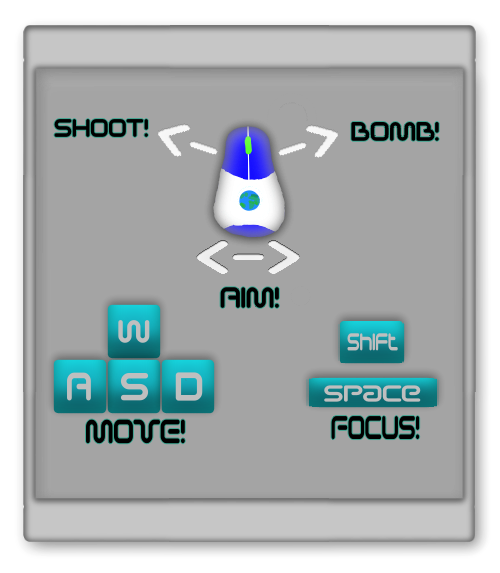 SHOOT!
BOMB!
AIM!
W
Shift
A S D
SPACE
MOVE!
FOCUS!